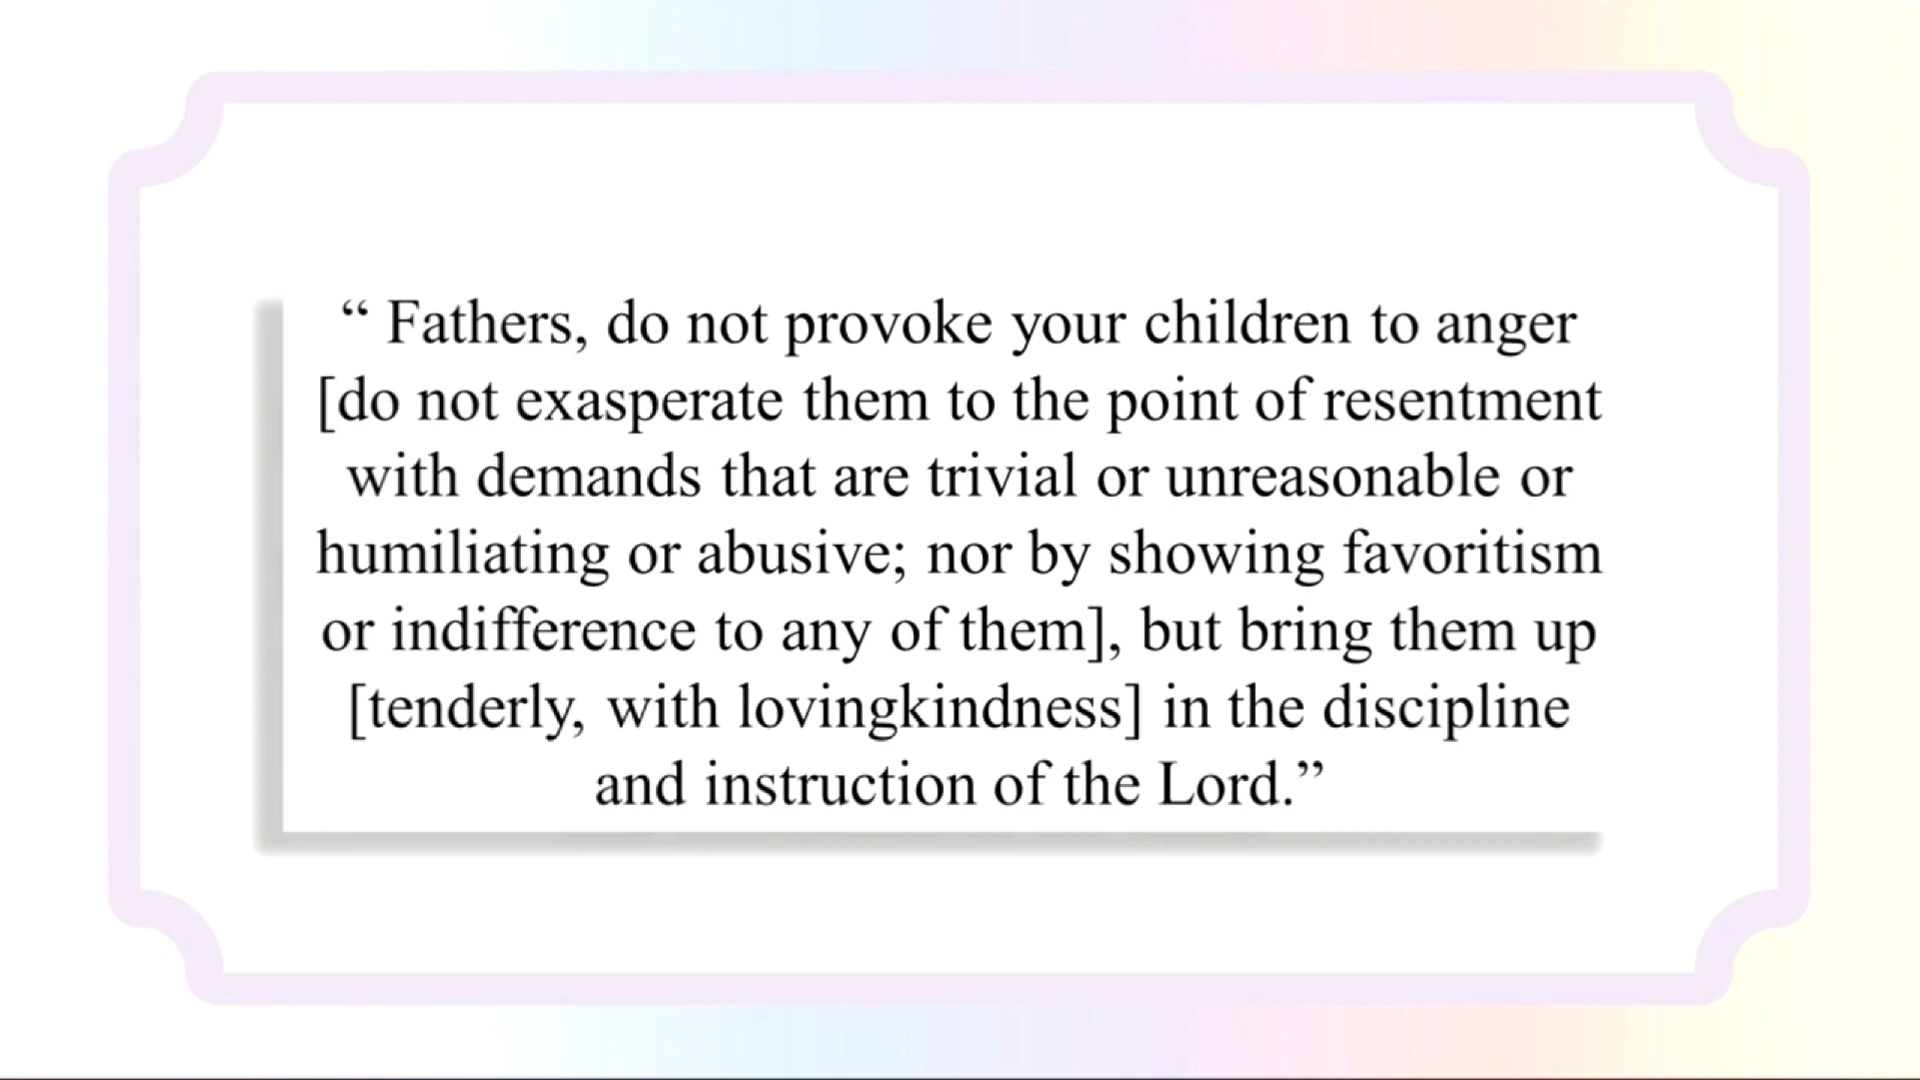 “ Fathers, do not provoke your children to anger
[do not exasperate them to the point of resentment
with demands that are trivial or unreasonable or
humiliating or abusive; nor by showing favoritism
or indifference to any of them], but bring them up
[tenderly, with lovingkindness] in the discipline
and instruction of the Lord.”